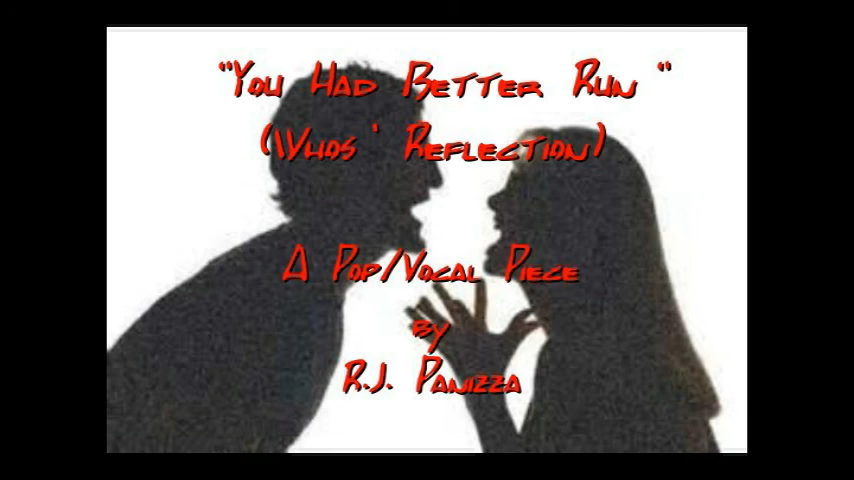 "You Had Better Run "
(Whos ' Reflection)
A Pop/Vocal Piece
by
R.J. Panizza